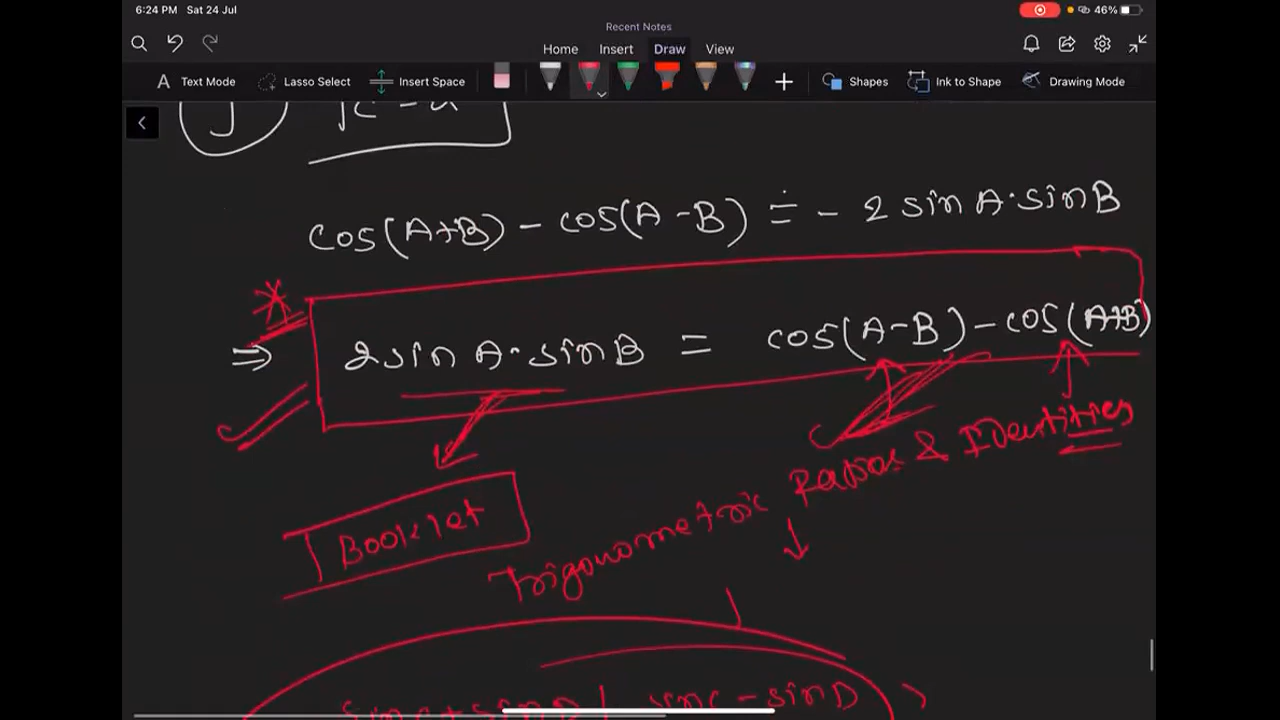 6:24 PM Sat 24 Jul
46%
Recent Notes
Home Insert Draw View
Text Mode Lasso Select Insert Space Shapes Ink to Shape Drawing Mode
cos(A+B) - cos(A-B) = - 2 sin A · sin B
⇒ 2 sin A · sin B = cos(A-B) - cos(A+B)
Trigonometric Ratios & Identities
Booklet
sinC - sinD